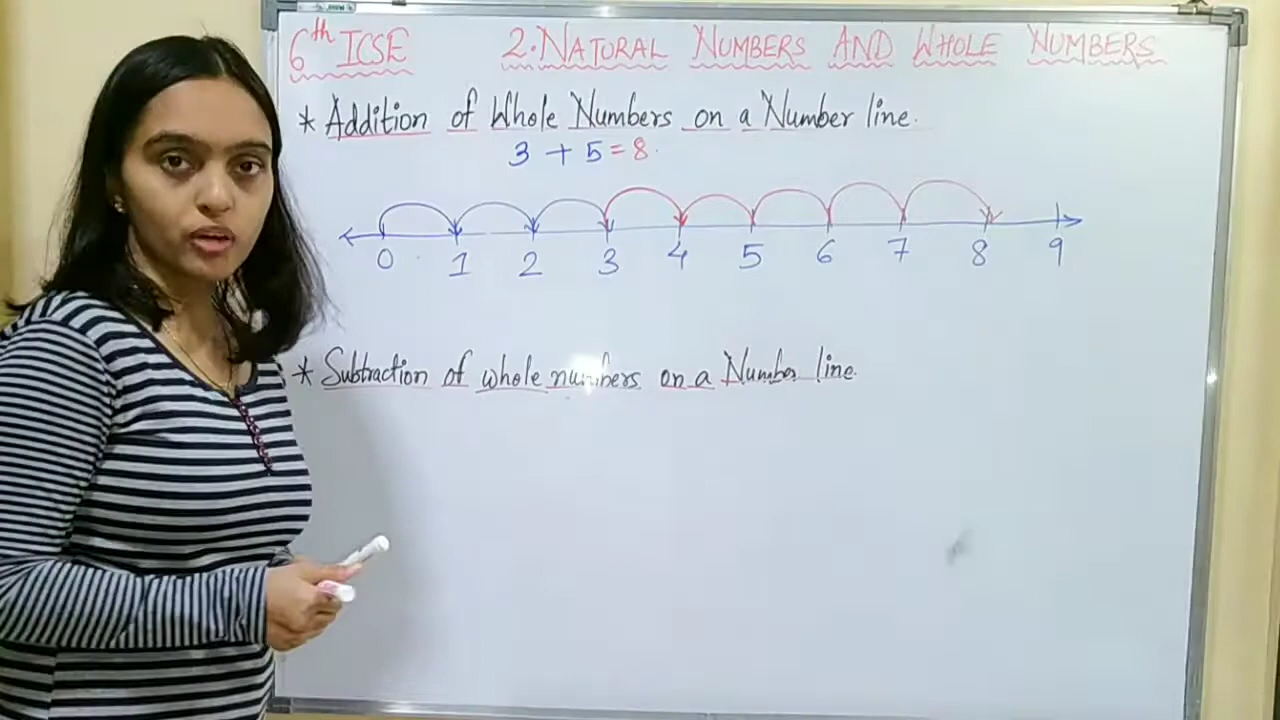 6th ICSE 2. NATURAL NUMBERS AND WHOLE NUMBERS
* Addition of Whole Numbers on a Number line.
3 + 5 = 8.
0 1 2 3 4 5 6 7 8 9
* Subtraction of whole numbers on a Number line.